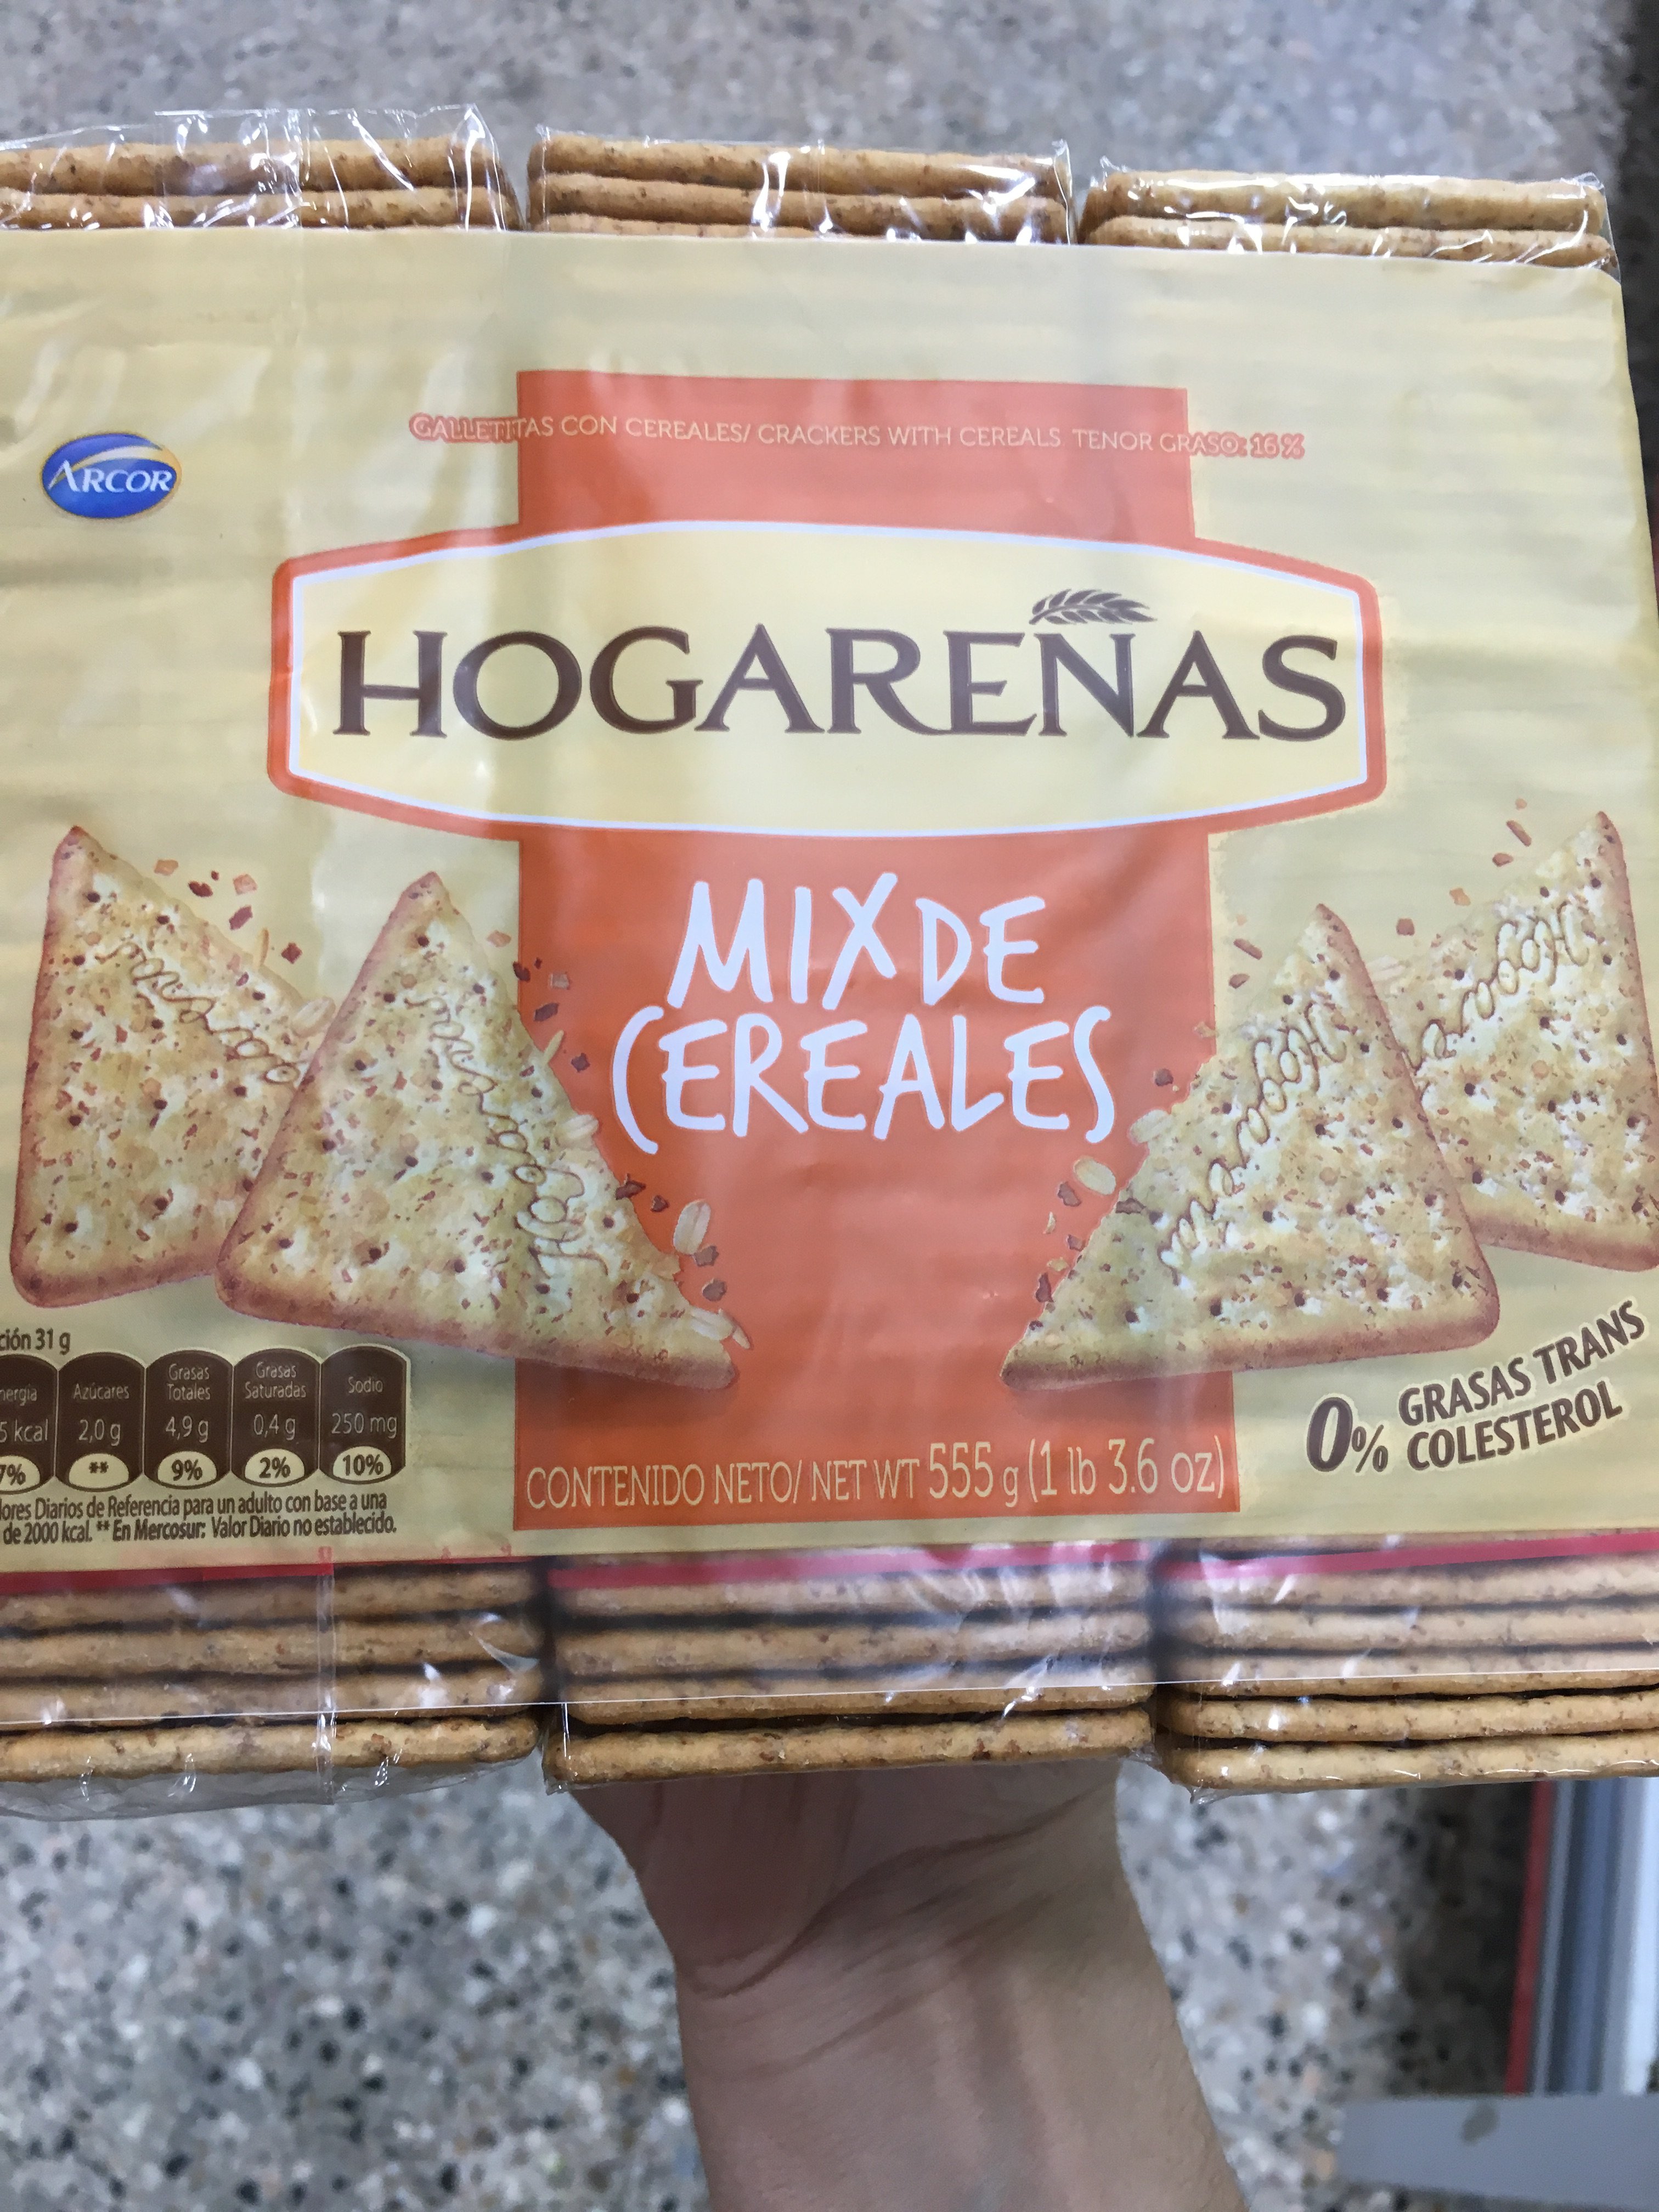 GALLETITAS CON CEREALES/ CRACKERS WITH CEREALS TENOR GRASO: 16 %
ARCOR
HOGAREÑAS
MIX DE
CEREALES
Hogareñas
Hogareñas
Hogareñas
31 g
Azúcares
2,0 g
**
Grasas
Totales
4,9 g
9%
Grasas
Saturadas
0,4 g
2%
Sodio
250 mg
10%
kcal
Diarios de Referencia para un adulto con base a una
de 2000 kcal. ** En Mercosur: Valor Diario no establecido.
CONTENIDO NETO/ NET WT 555 g (1 lb 3.6 oz)
0% GRASAS TRANS
COLESTEROL